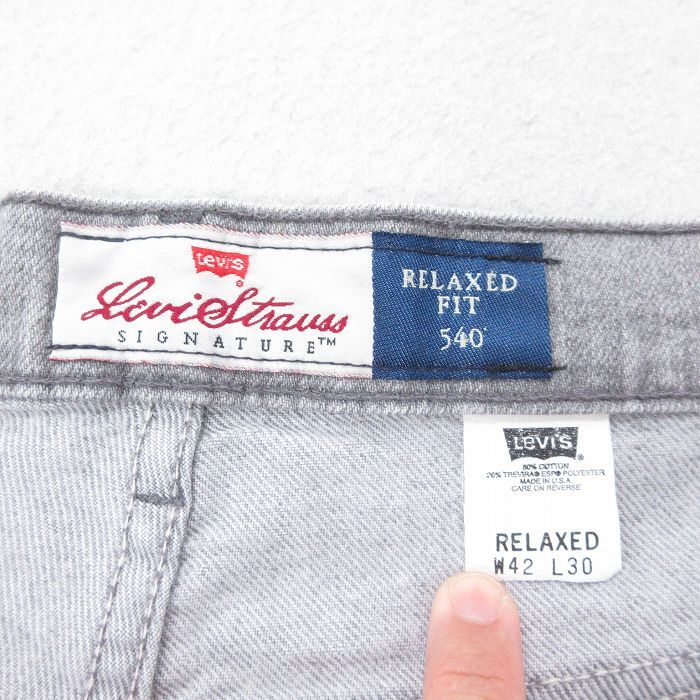 Levi's
®
Levi Strauss
SIGNATURE™
RELAXED
FIT
540
LEVI'S
®
80% COTTON
20% TREVIRA® ESP® POLYESTER
MADE IN U.S.A.
CARE ON REVERSE
RELAXED
W42 L30